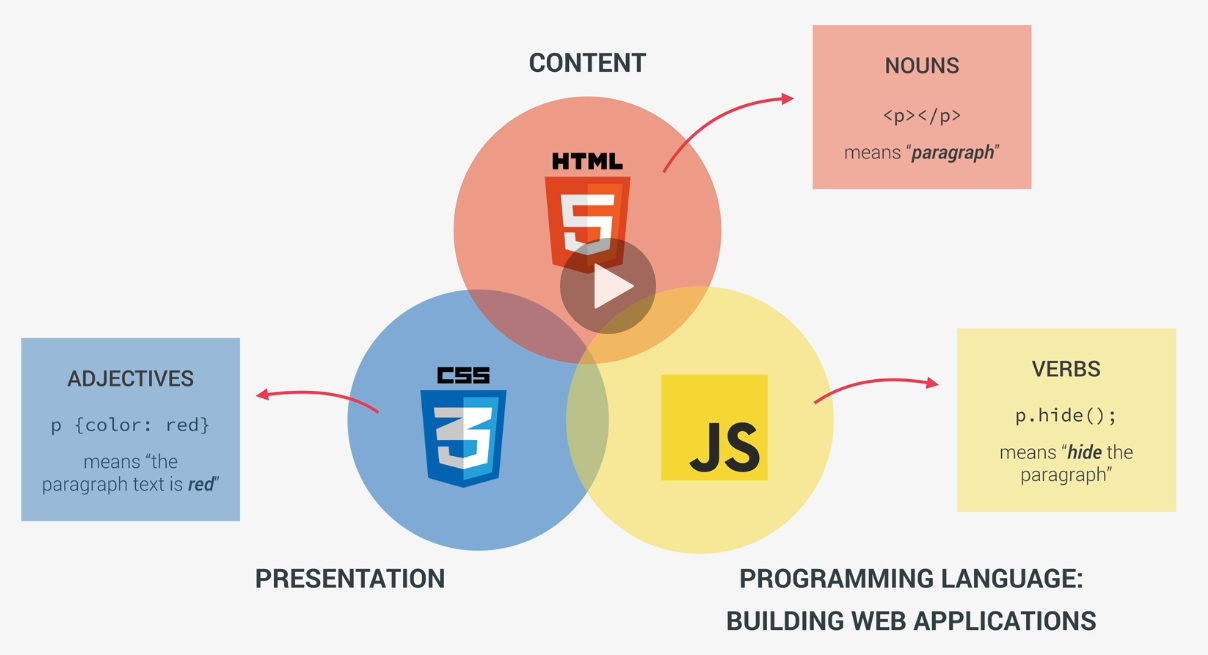 CONTENT
HTML
5
NOUNS
<p></p>
means “paragraph”
CSS
3
ADJECTIVES
p {color: red}
means “the
paragraph text is red”
PRESENTATION
JS
VERBS
p.hide();
means “hide the
paragraph”
PROGRAMMING LANGUAGE:
BUILDING WEB APPLICATIONS